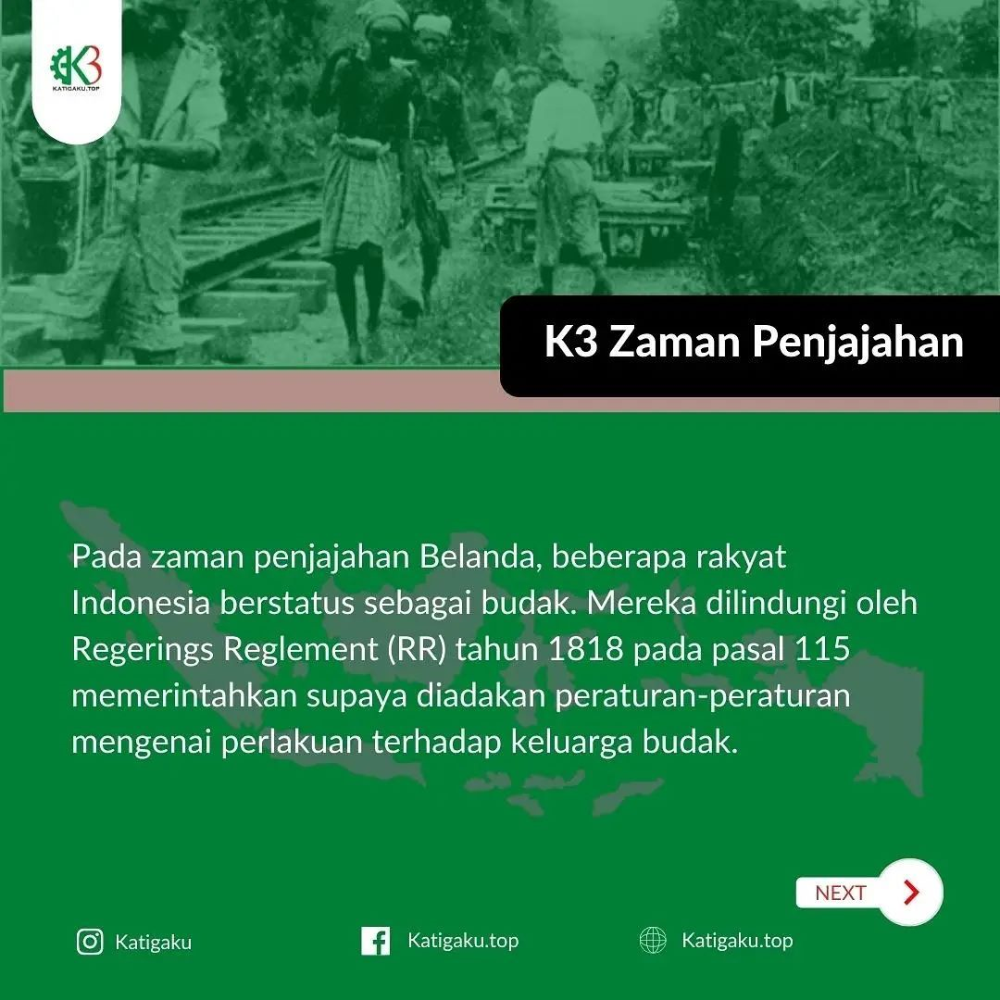 K3
KATIGAKU.TOP
K3 Zaman Penjajahan
Pada zaman penjajahan Belanda, beberapa rakyat
Indonesia berstatus sebagai budak. Mereka dilindungi oleh
Regerings Reglement (RR) tahun 1818 pada pasal 115
memerintahkan supaya diadakan peraturan-peraturan
mengenai perlakuan terhadap keluarga budak.
NEXT
Katigaku
Katigaku.top
Katigaku.top